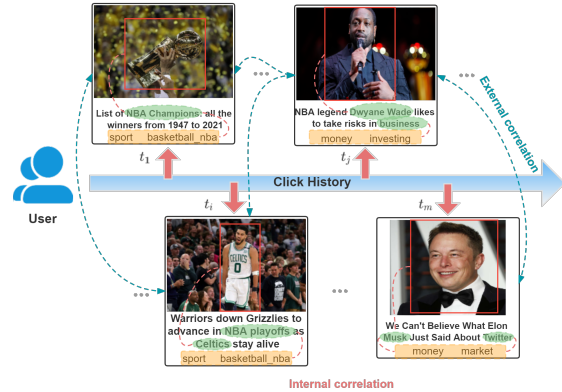 List of NBA Champions: all the
winners from 1947 to 2021
sport basketball_nba
...
NBA legend Dwyane Wade likes
to take risks in business
money investing
...
External correlation
t1
tj
Click History
User
ti
tm
CELTICS
0
...
Warriors down Grizzlies to
advance in NBA playoffs as
Celtics stay alive
sport basketball_nba
...
We Can't Believe What Elon
Musk Just Said About Twitter
money market
Internal correlation